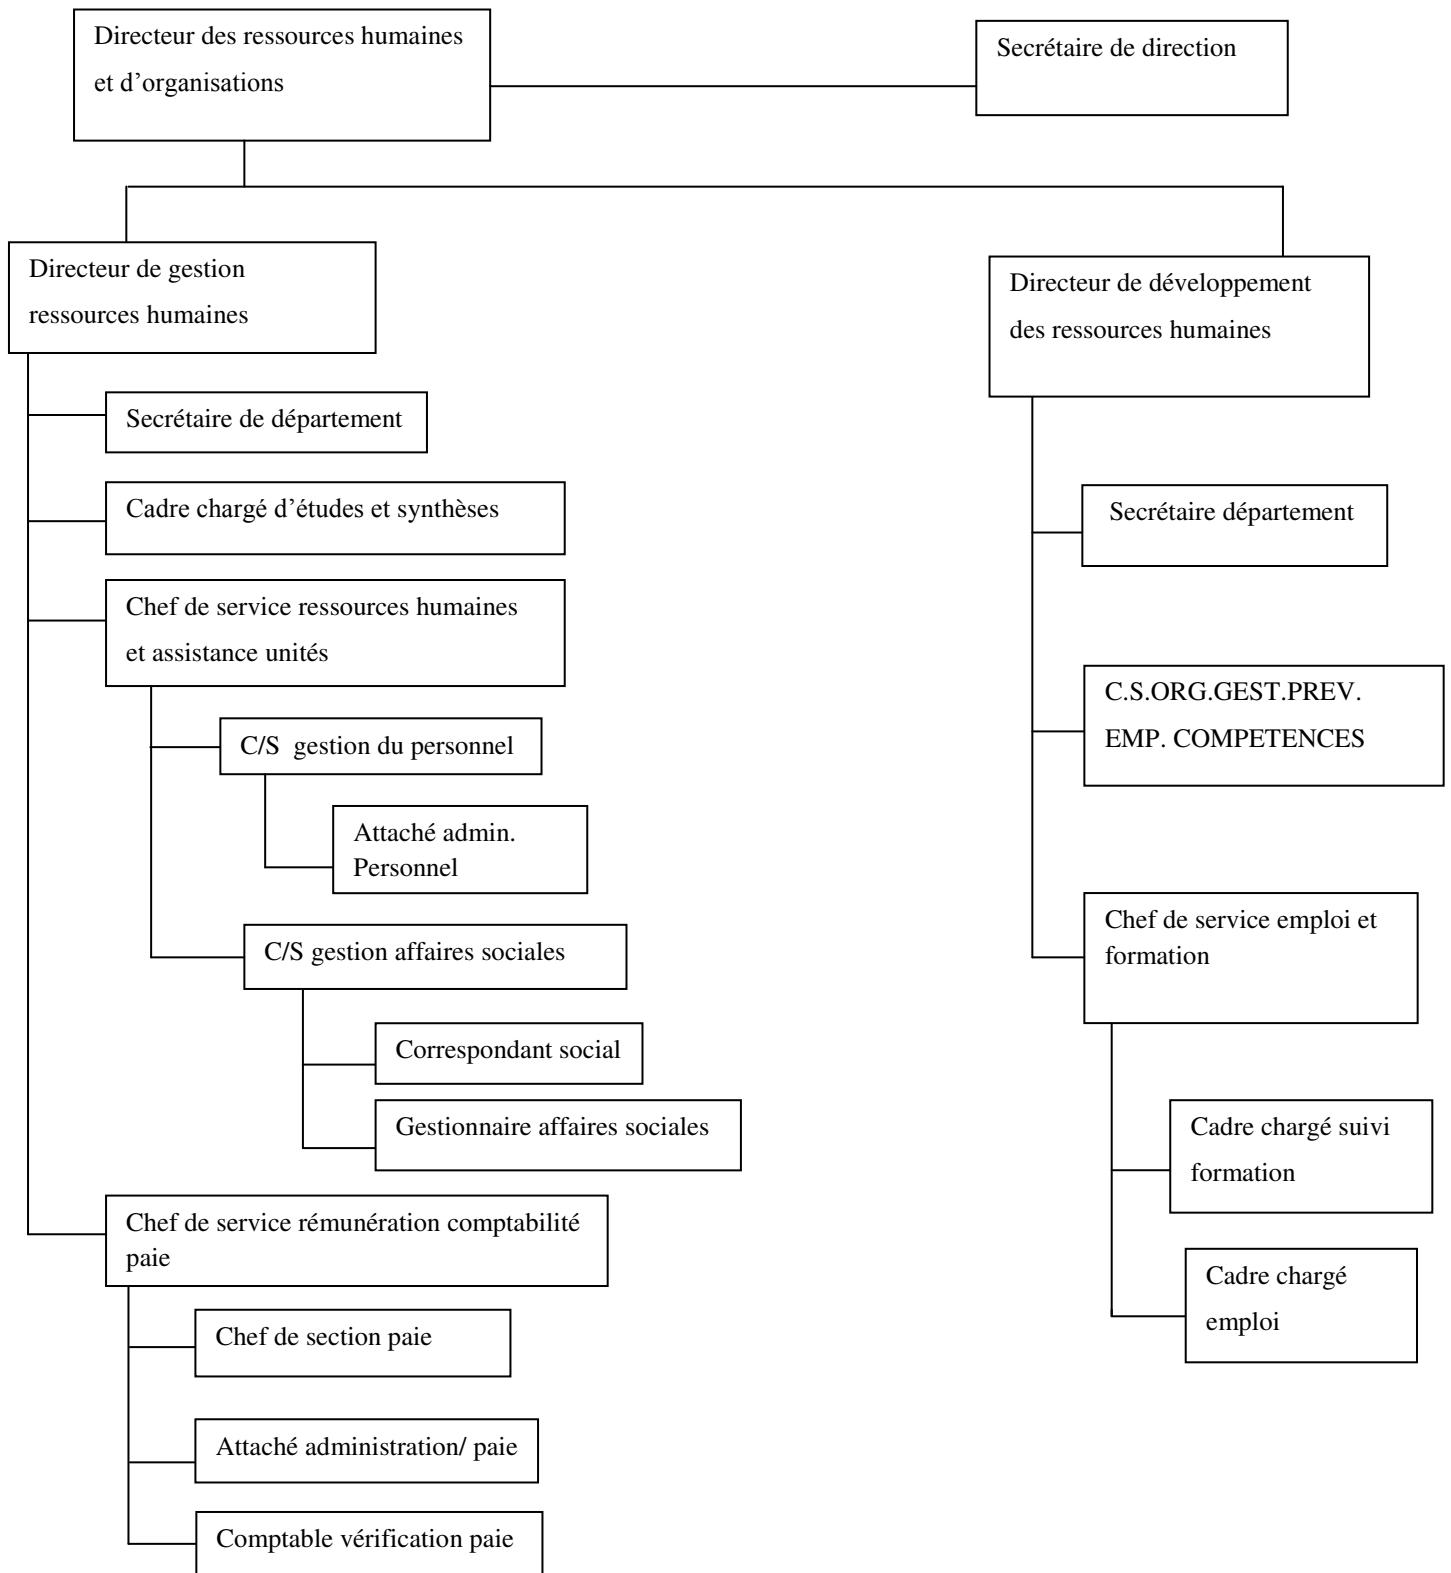 Directeur des ressources humaines
et d’organisations
Secrétaire de direction
Directeur de gestion
ressources humaines
Secrétaire de département
Cadre chargé d’études et synthèses
Chef de service ressources humaines
et assistance unités
C/S  gestion du personnel
Attaché admin.
Personnel
C/S gestion affaires sociales
Correspondant social
Gestionnaire affaires sociales
Chef de service rémunération comptabilité
paie
Chef de section paie
Attaché administration/ paie
Comptable vérification paie
Directeur de développement
des ressources humaines
Secrétaire département
C.S.ORG.GEST.PREV.
EMP. COMPETENCES
Chef de service emploi et
formation
Cadre chargé suivi
formation
Cadre chargé
emploi